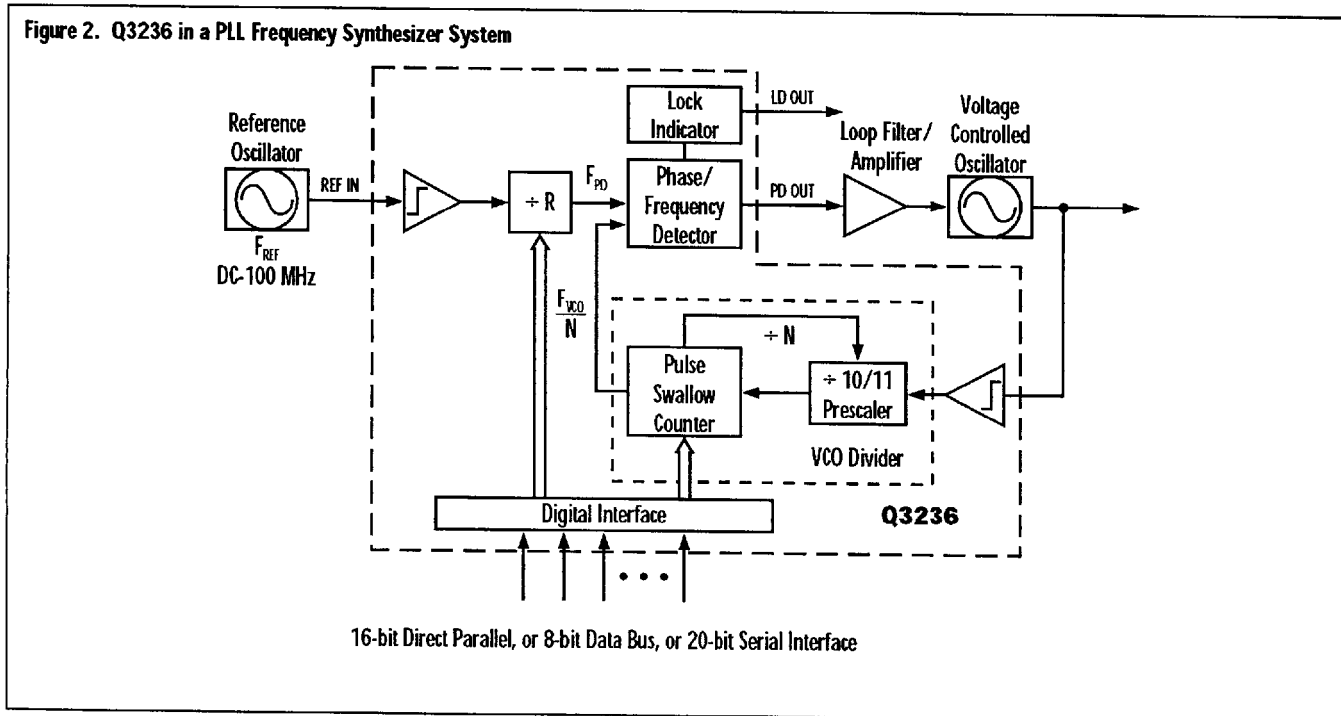 Figure 2. Q3236 in a PLL Frequency Synthesizer System
Reference
Oscillator
REF IN
F_REF
DC-100 MHz
÷ R
F_PD
Lock
Indicator
LD OUT
Phase/
Frequency
Detector
PD OUT
Loop Filter/
Amplifier
Voltage
Controlled
Oscillator
F_VCO
N
÷ N
Pulse
Swallow
Counter
÷ 10/11
Prescaler
VCO Divider
Digital Interface
Q3236
16-bit Direct Parallel, or 8-bit Data Bus, or 20-bit Serial Interface